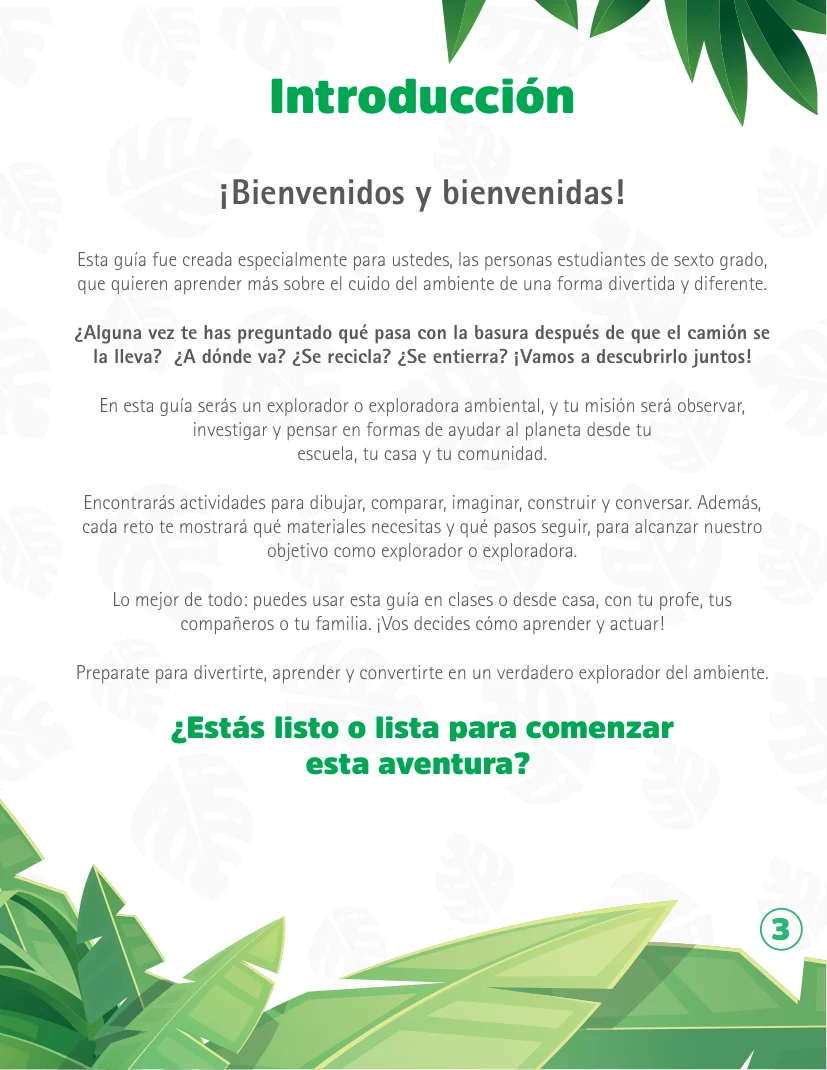 Introducción
¡Bienvenidos y bienvenidas!
Esta guía fue creada especialmente para ustedes, las personas estudiantes de sexto grado,
que quieren aprender más sobre el cuido del ambiente de una forma divertida y diferente.
¿Alguna vez te has preguntado qué pasa con la basura después de que el camión se
la lleva? ¿A dónde va? ¿Se recicla? ¿Se entierra? ¡Vamos a descubrirlo juntos!
En esta guía serás un explorador o exploradora ambiental, y tu misión será observar,
investigar y pensar en formas de ayudar al planeta desde tu
escuela, tu casa y tu comunidad.
Encontrarás actividades para dibujar, comparar, imaginar, construir y conversar. Además,
cada reto te mostrará qué materiales necesitas y qué pasos seguir, para alcanzar nuestro
objetivo como explorador o exploradora.
Lo mejor de todo: puedes usar esta guía en clases o desde casa, con tu profe, tus
compañeros o tu familia. ¡Vos decides cómo aprender y actuar!
Preparate para divertirte, aprender y convertirte en un verdadero explorador del ambiente.
¿Estás listo o lista para comenzar
esta aventura?
3